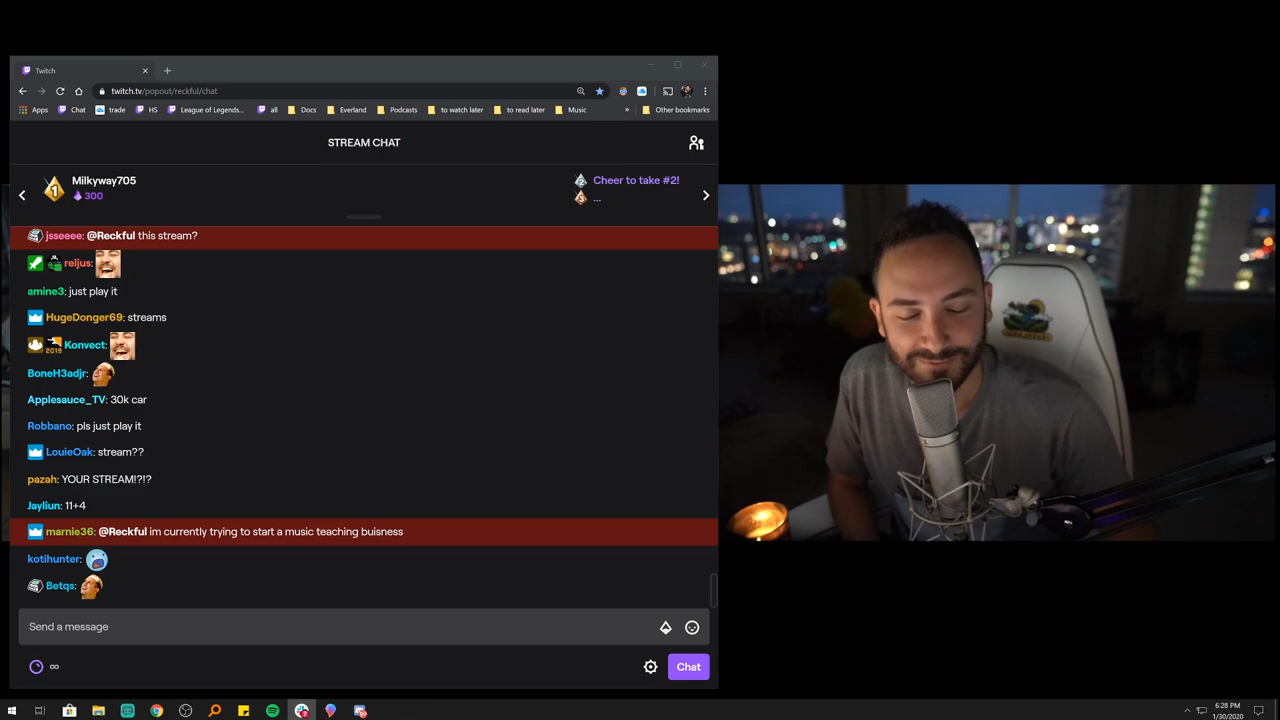 Twitch
twitch.tv/popout/reckful/chat
Apps Chat trade HS League of Legends... all Docs Everland Podcasts to watch later to read later Music » Other bookmarks
STREAM CHAT
1 Milkyway705 300
2 Cheer to take #2!
3 ...
jsseeee: @Reckful this stream?
reljus:
amine3: just play it
HugeDonger69: streams
2019 Konvect:
BoneH3adjr:
Applesauce_TV: 30k car
Robbano: pls just play it
LouieOak: stream??
pazah: YOUR STREAM!?!?
Jayliun: 11+4
marnie36: @Reckful im currently trying to start a music teaching buisness
kotihunter:
Betqs:
Send a message
∞
Chat
6:28 PM
1/30/2020